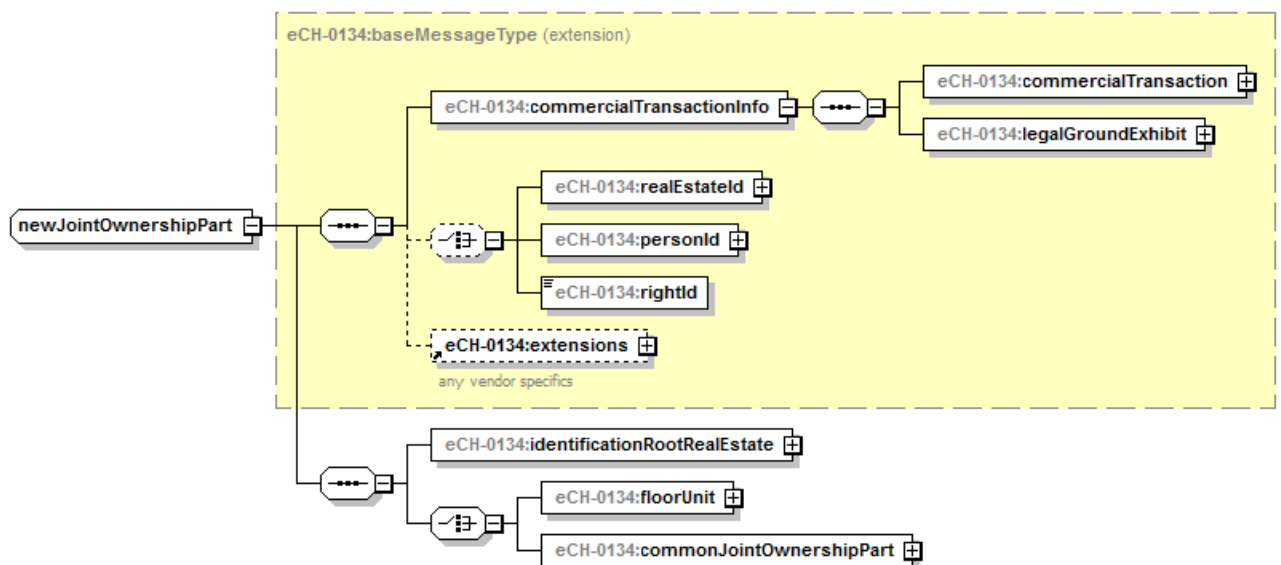 eCH-0134:baseMessageType (extension)
eCH-0134:commercialTransactionInfo
eCH-0134:commercialTransaction
eCH-0134:legalGroundExhibit
eCH-0134:realEstateId
newJointOwnershipPart
eCH-0134:personId
eCH-0134:rightId
eCH-0134:extensions
any vendor specifics
eCH-0134:identificationRootRealEstate
eCH-0134:floorUnit
eCH-0134:commonJointOwnershipPart